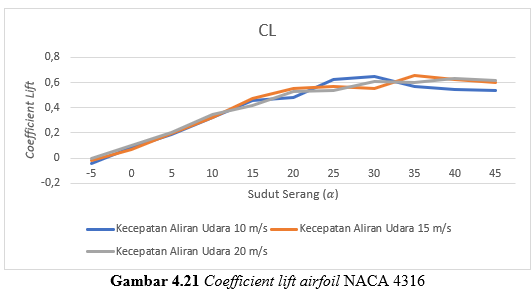 CL
0,8
0,6
0,4
0,2
0
-0,2
Coefficient Lift
-5 0 5 10 15 20 25 30 35 40 45
Sudut Serang (α)
Kecepatan Aliran Udara 10 m/s Kecepatan Aliran Udara 15 m/s
Kecepatan Aliran Udara 20 m/s
Gambar 4.21 Coefficient lift airfoil NACA 4316